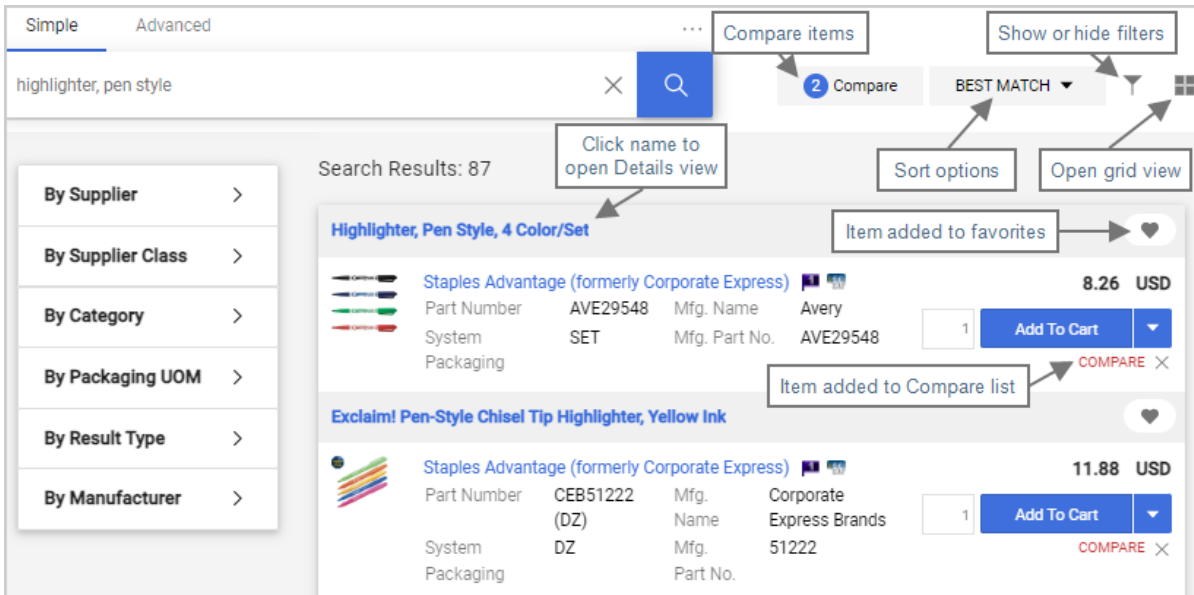 Simple Advanced ...
Compare items
Show or hide filters
highlighter, pen style
2 Compare
BEST MATCH
Click name to
open Details view
Sort options
Open grid view
Search Results: 87
By Supplier
By Supplier Class
By Category
By Packaging UOM
By Result Type
By Manufacturer
Highlighter, Pen Style, 4 Color/Set
Item added to favorites
Staples Advantage (formerly Corporate Express)
8.26 USD
Part Number AVE29548 Mfg. Name Avery
1 Add To Cart
System SET Mfg. Part No. AVE29548
Packaging
COMPARE
Item added to Compare list
Exclaim! Pen-Style Chisel Tip Highlighter, Yellow Ink
Staples Advantage (formerly Corporate Express)
11.88 USD
Part Number CEB51222 Mfg. Corporate
(DZ) Name Express Brands
1 Add To Cart
System DZ Mfg. 51222
Packaging Part No.
COMPARE